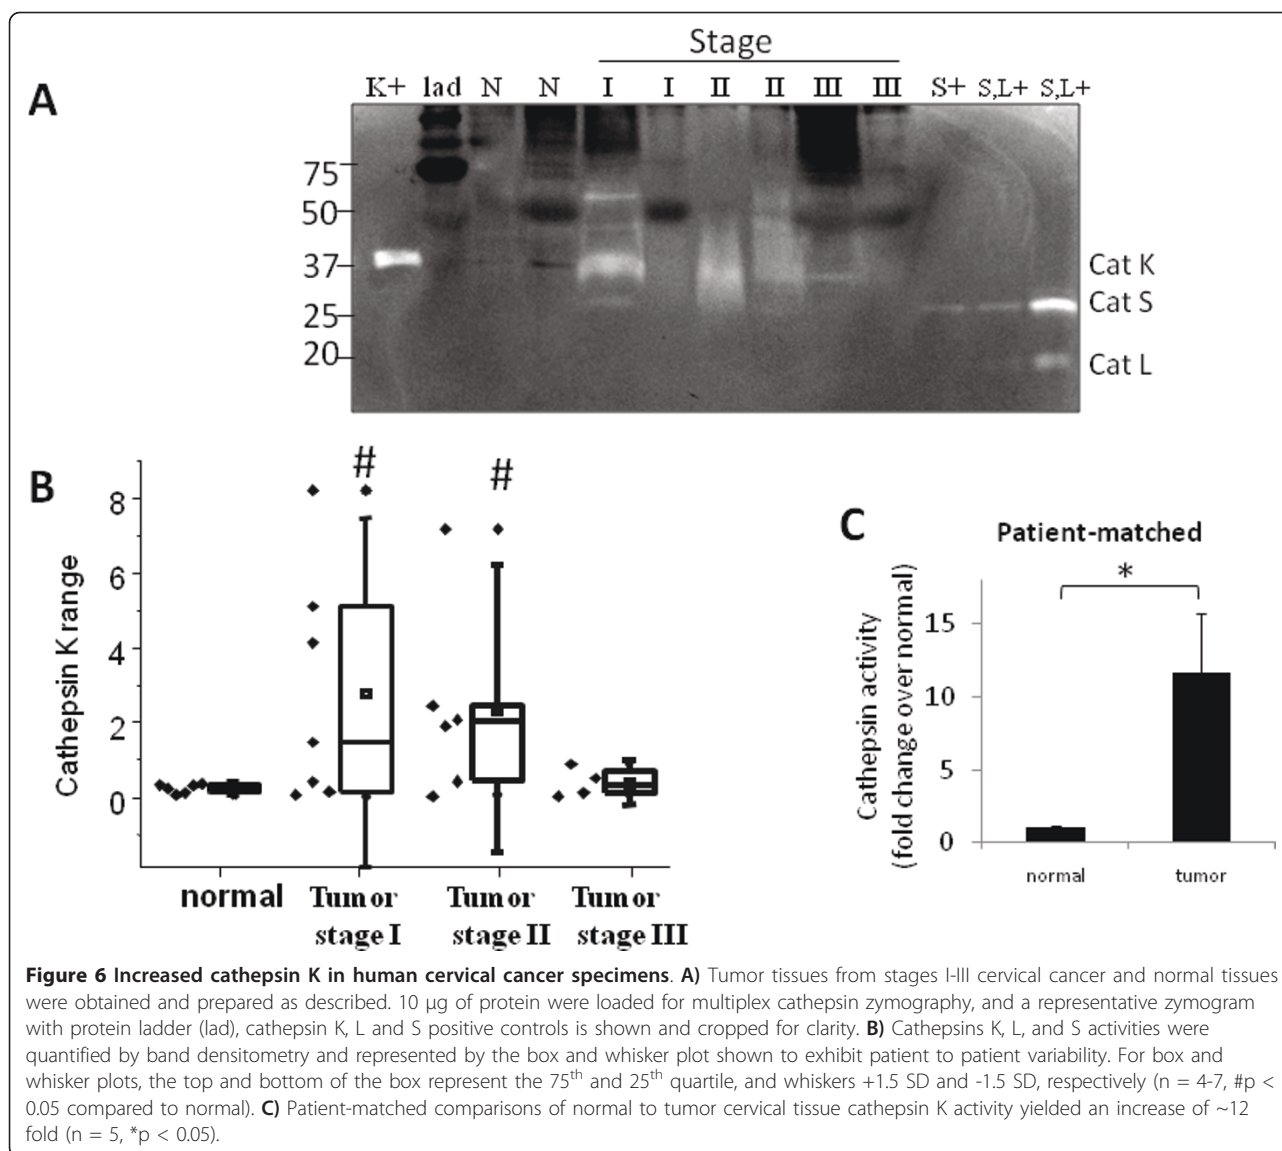 Stage
A
K+ lad N N I I II II III III S+ S,L+ S,L+
75
50
37
25
20
Cat K
Cat S
Cat L
B
# #
Cathepsin K range
8
6
4
2
0
normal
Tumor stage I
Tumor stage II
Tumor stage III
C
Patient-matched
*
Cathepsin activity
(fold change over normal)
15
10
5
0
normal tumor
Figure 6 Increased cathepsin K in human cervical cancer specimens. A) Tumor tissues from stages I-III cervical cancer and normal tissues
were obtained and prepared as described. 10 μg of protein were loaded for multiplex cathepsin zymography, and a representative zymogram
with protein ladder (lad), cathepsin K, L and S positive controls is shown and cropped for clarity. B) Cathepsins K, L, and S activities were
quantified by band densitometry and represented by the box and whisker plot shown to exhibit patient to patient variability. For box and
whisker plots, the top and bottom of the box represent the 75th and 25th quartile, and whiskers +1.5 SD and -1.5 SD, respectively (n = 4-7, #p <
0.05 compared to normal). C) Patient-matched comparisons of normal to tumor cervical tissue cathepsin K activity yielded an increase of ~12
fold (n = 5, *p < 0.05).